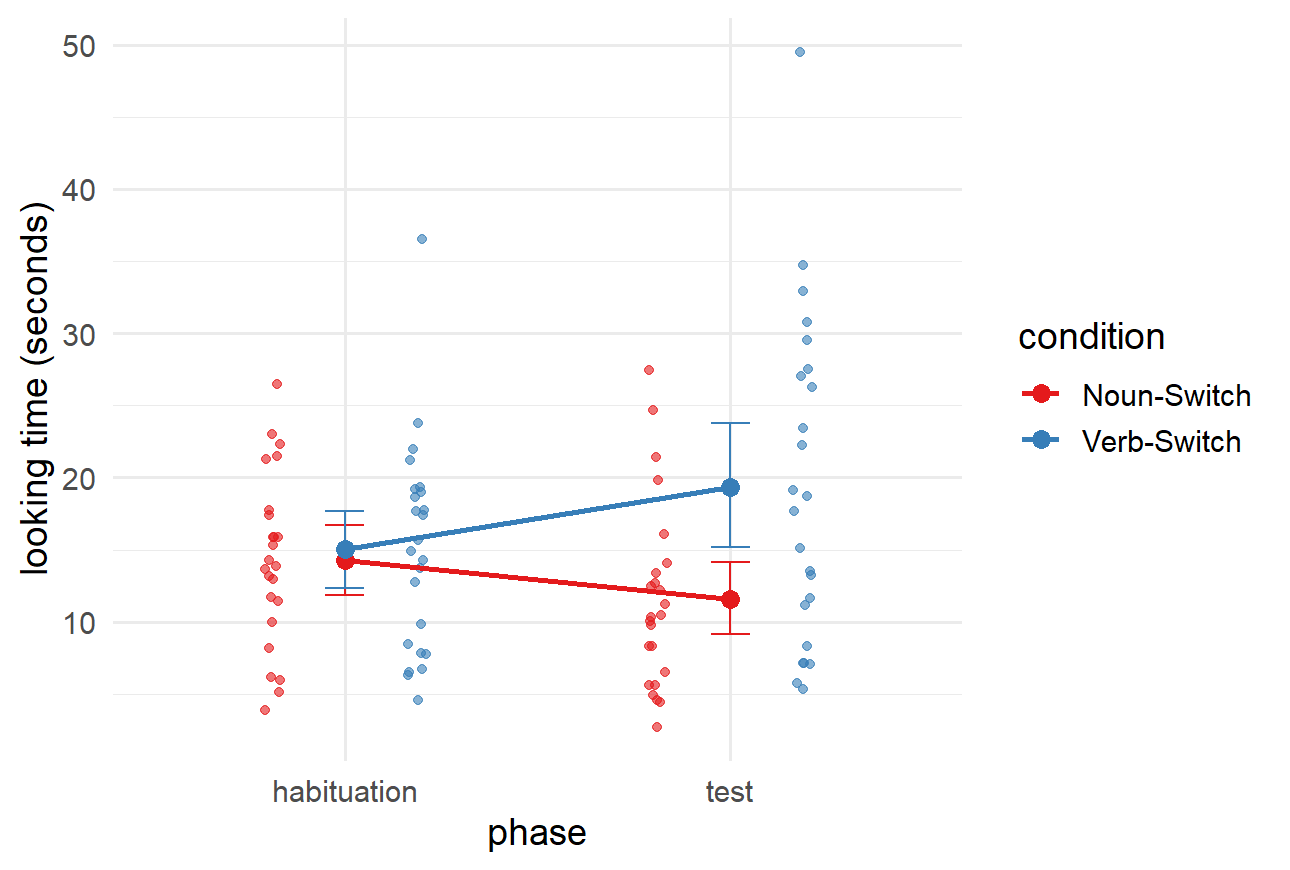 50
40
30
20
10
looking time (seconds)
habituation
test
phase
condition
Noun-Switch
Verb-Switch